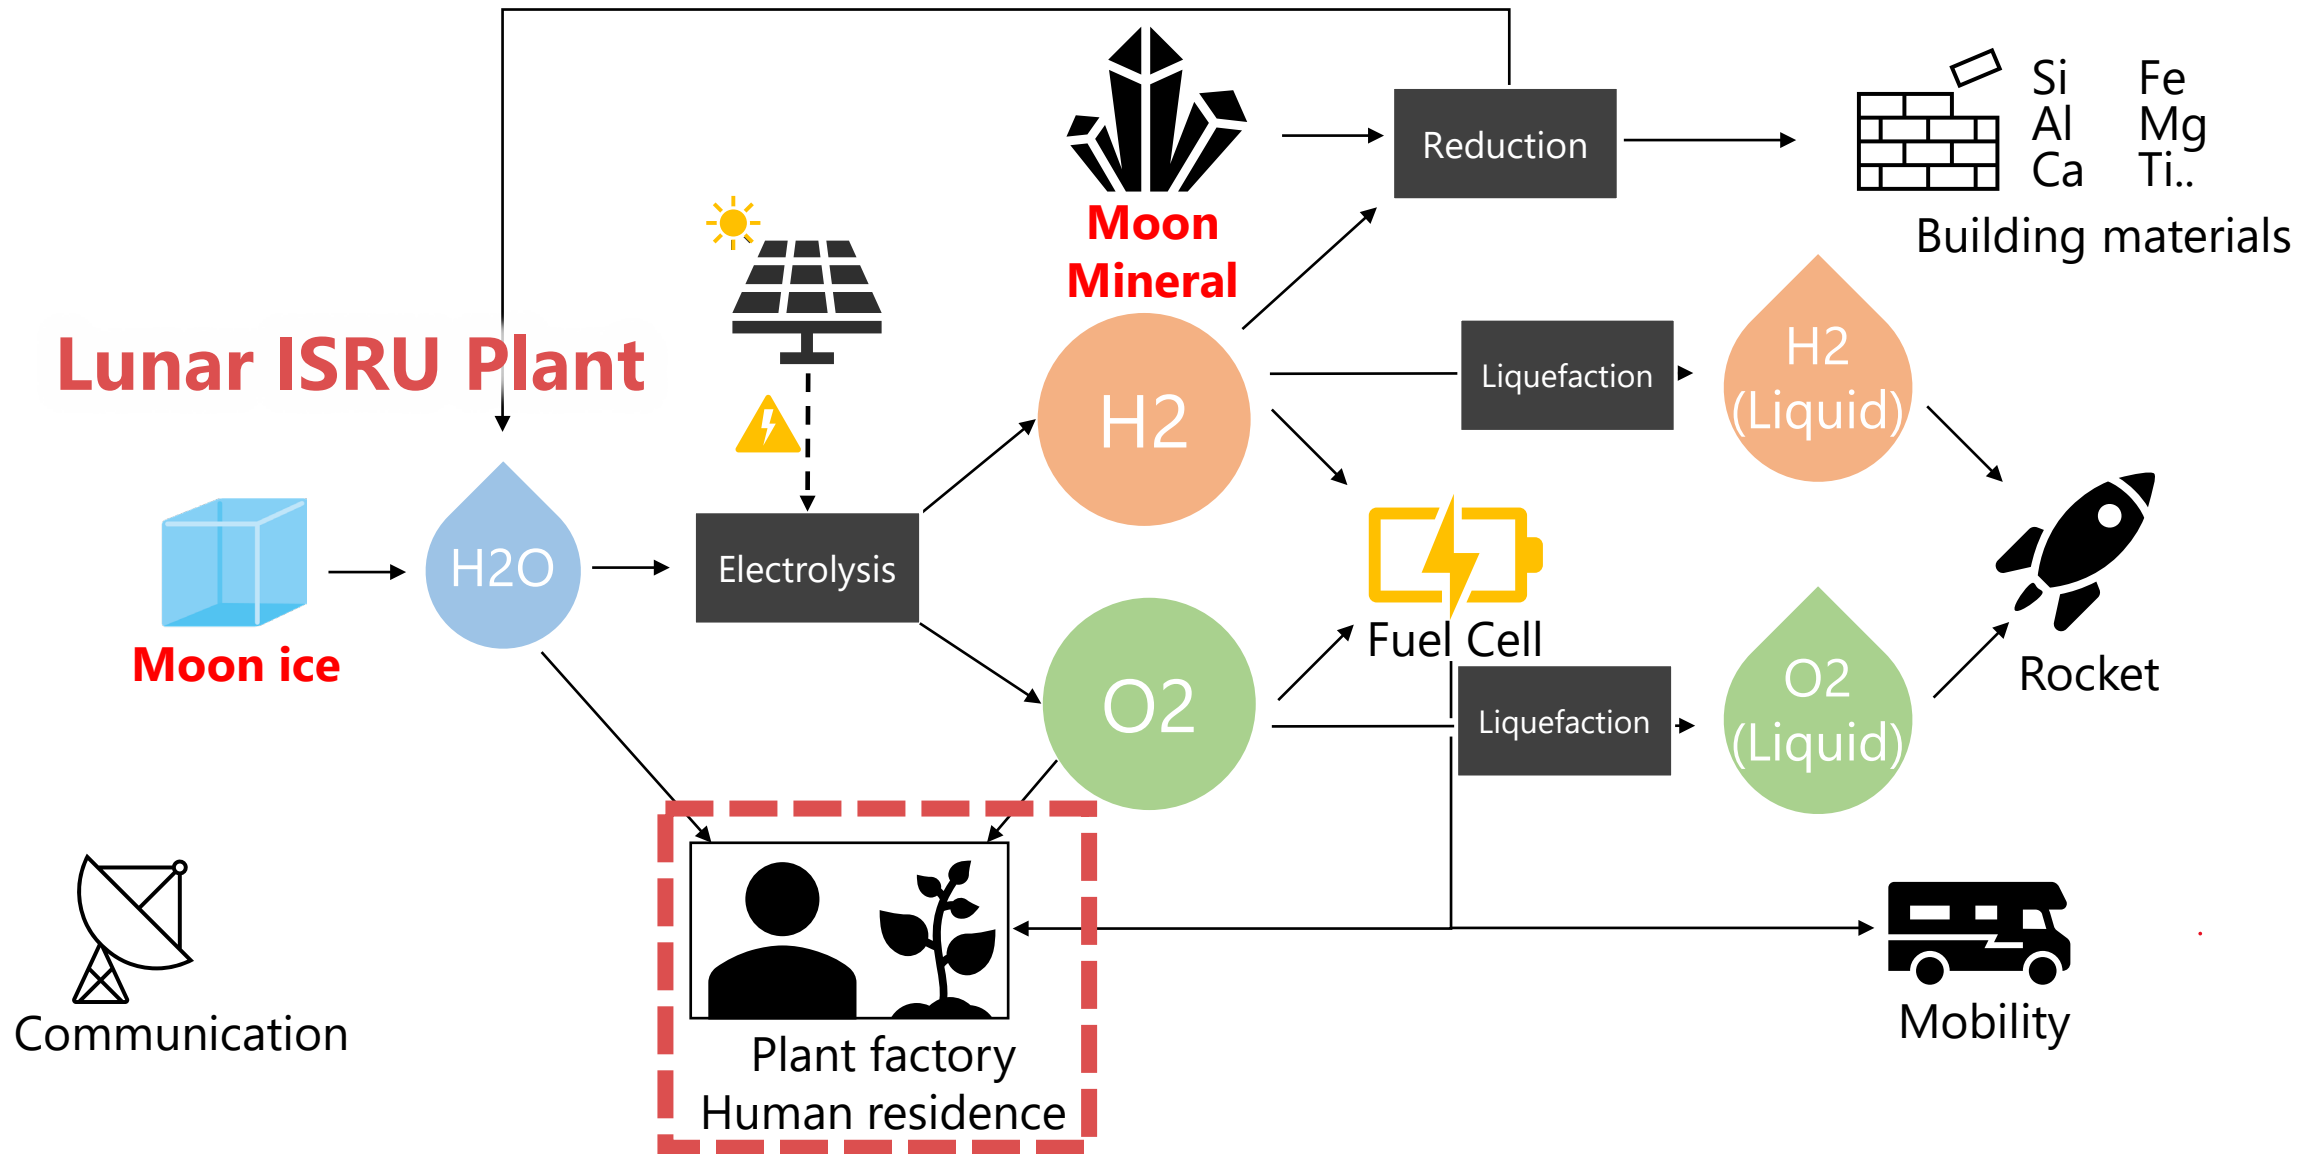 Si Fe
Al Mg
Ca Ti..
Building materials
Reduction
Moon
Mineral
Lunar ISRU Plant
H2
Liquefaction
H2
(Liquid)
Moon ice
H2O
Electrolysis
Fuel Cell
O2
Liquefaction
O2
(Liquid)
Rocket
Communication
Plant factory
Human residence
Mobility